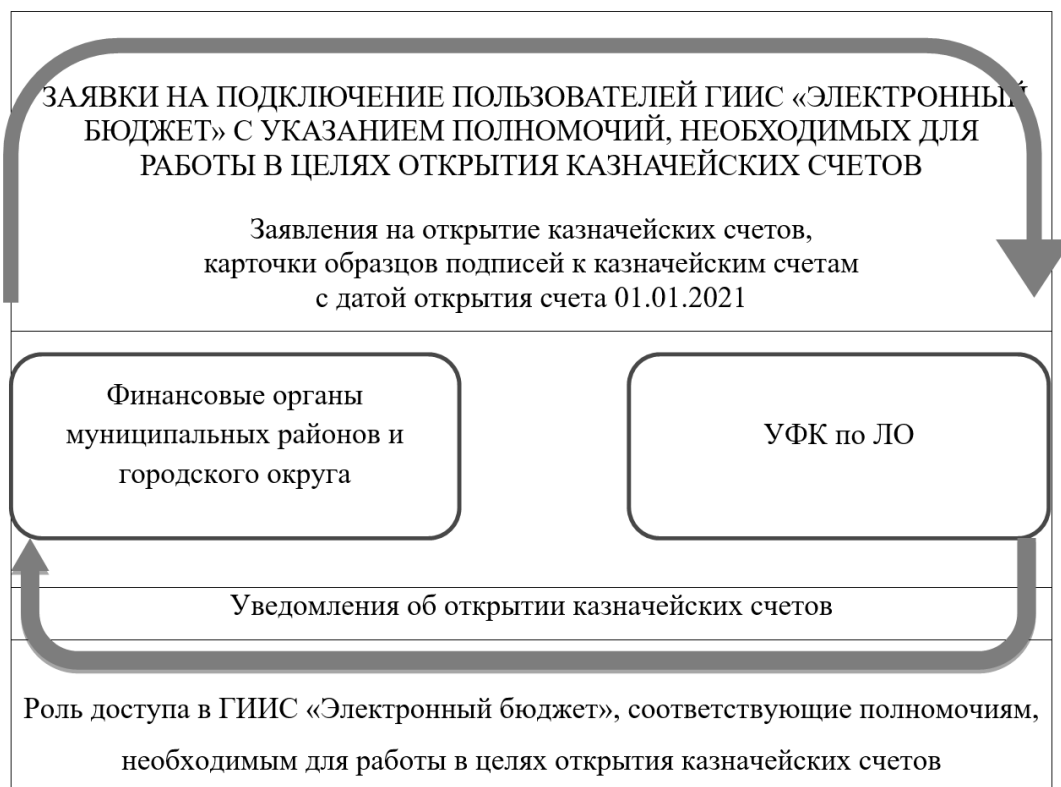 ЗАЯВКИ НА ПОДКЛЮЧЕНИЕ ПОЛЬЗОВАТЕЛЕЙ ГИИС «ЭЛЕКТРОННЫЙ
БЮДЖЕТ» С УКАЗАНИЕМ ПОЛНОМОЧИЙ, НЕОБХОДИМЫХ ДЛЯ
РАБОТЫ В ЦЕЛЯХ ОТКРЫТИЯ КАЗНАЧЕЙСКИХ СЧЕТОВ
Заявления на открытие казначейских счетов,
карточки образцов подписей к казначейским счетам
с датой открытия счета 01.01.2021
Финансовые органы
муниципальных районов и
городского округа
УФК по ЛО
Уведомления об открытии казначейских счетов
Роль доступа в ГИИС «Электронный бюджет», соответствующие полномочиям,
необходимым для работы в целях открытия казначейских счетов